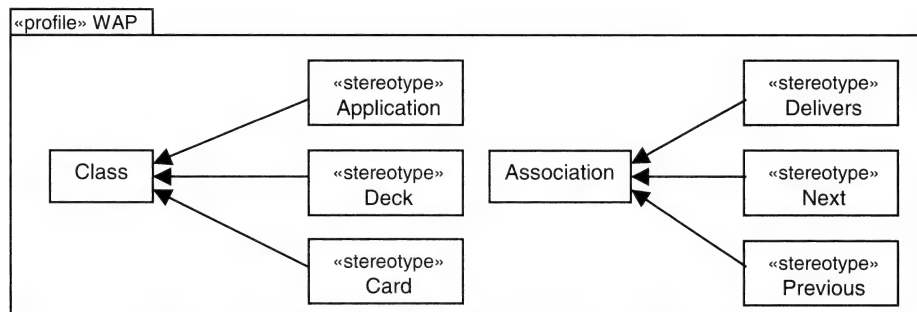 «profile» WAP
«stereotype»
Application
«stereotype»
Delivers
Class
«stereotype»
Deck
Association
«stereotype»
Next
«stereotype»
Card
«stereotype»
Previous